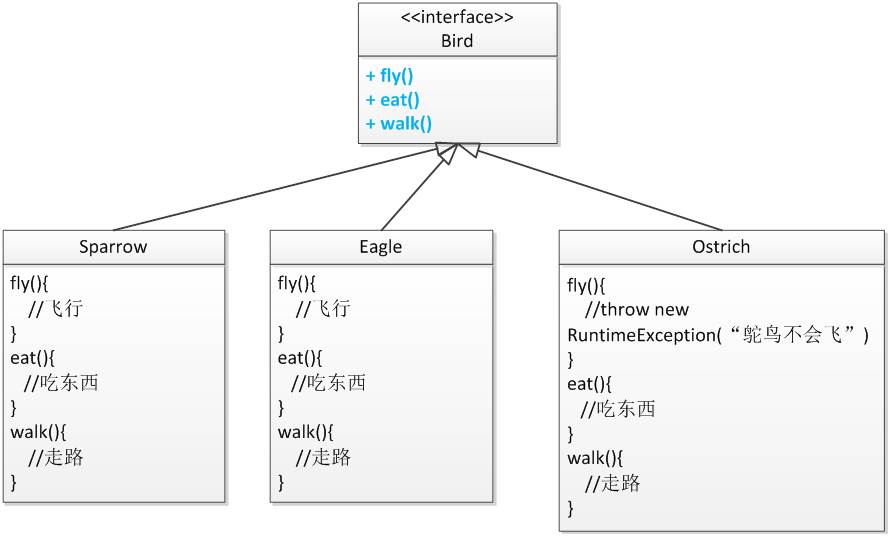 <<interface>>
Bird
+ fly()
+ eat()
+ walk()
Sparrow
fly(){
//飞行
}
eat(){
//吃东西
}
walk(){
//走路
}
Eagle
fly(){
//飞行
}
eat(){
//吃东西
}
walk(){
//走路
}
Ostrich
fly(){
//throw new
RuntimeException(“鸵鸟不会飞”)
}
eat(){
//吃东西
}
walk(){
//走路
}